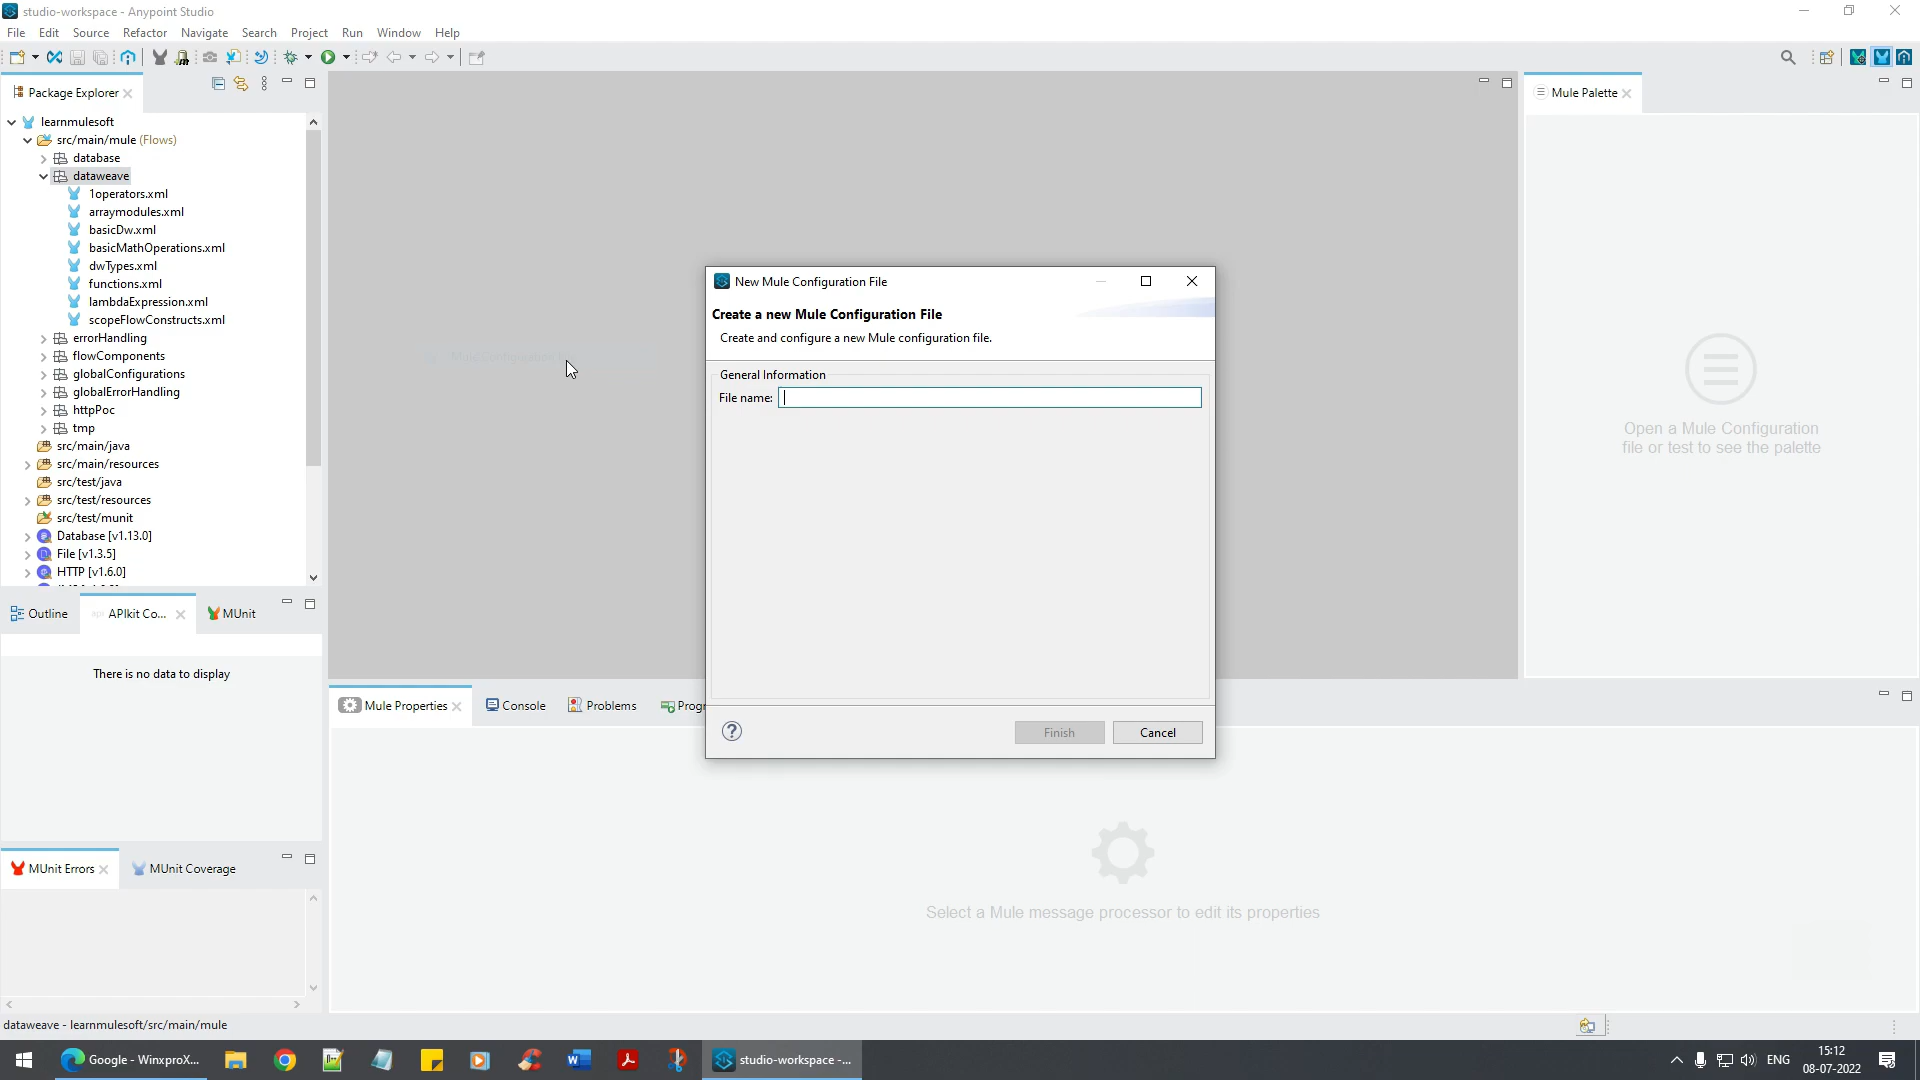 studio-workspace - Anypoint Studio
File Edit Source Refactor Navigate Search Project Run Window Help
Package Explorer
learnmulesoft
src/main/mule (Flows)
database
dataweave
1operators.xml
arraymodules.xml
basicDw.xml
basicMathOperations.xml
dwTypes.xml
functions.xml
lambdaExpression.xml
scopeFlowConstructs.xml
errorHandling
flowComponents
globalConfigurations
globalErrorHandling
httpPoc
tmp
src/main/java
src/main/resources
src/test/java
src/test/resources
src/test/munit
Database [v1.13.0]
File [v1.3.5]
HTTP [v1.6.0]
Outline APIkit Co... MUnit
There is no data to display
MUnit Errors MUnit Coverage
New Mule Configuration File
Create a new Mule Configuration File
Create and configure a new Mule configuration file.
General Information
File name:
Finish Cancel
Mule Palette
Open a Mule Configuration
file or test to see the palette
Mule Properties Console Problems Progr
Select a Mule message processor to edit its properties
dataweave - learnmulesoft/src/main/mule
Google - WinxproX...
studio-workspace -...
ENG
15:12
08-07-2022